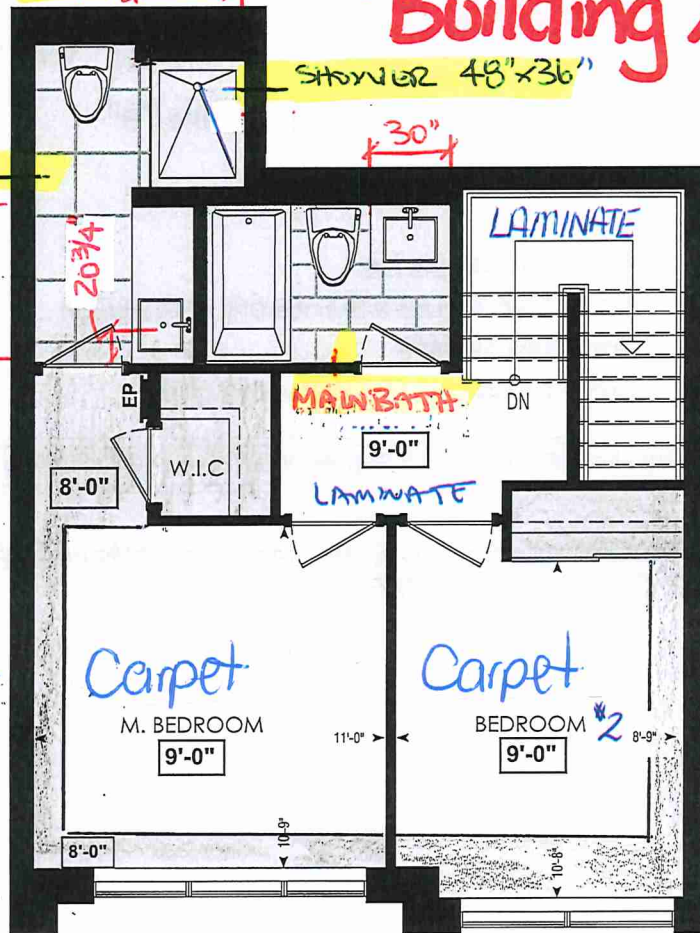 Building
SHOWER 48"x36"
30"
LAMINATE
20 3/4"
EP
MAIN BATH
DN
9'-0"
W.I.C
8'-0"
LAMINATE
Carpet
Carpet
M. BEDROOM
BEDROOM #2
11'-0"
8'-9"
9'-0"
9'-0"
10'-9"
8'-0"
10'-8"